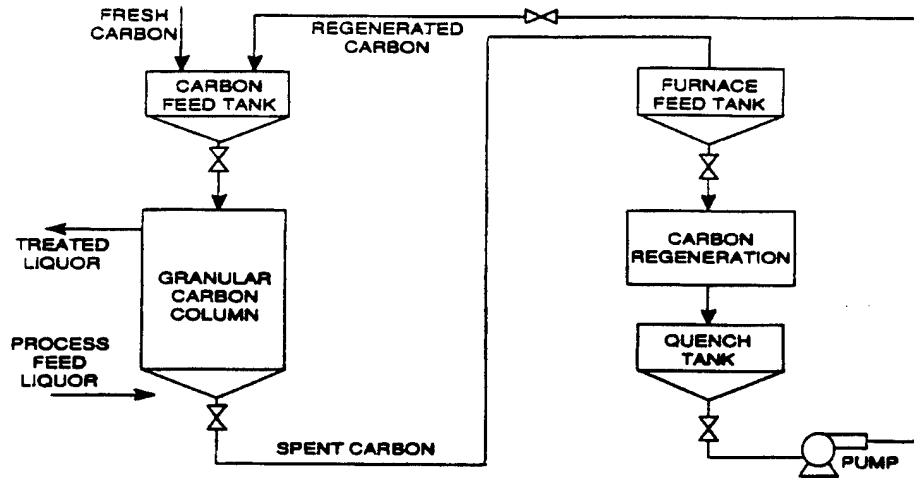 FRESH
CARBON
REGENERATED
CARBON
CARBON
FEED TANK
FURNACE
FEED TANK
TREATED
LIQUOR
GRANULAR
CARBON
COLUMN
CARBON
REGENERATION
PROCESS
FEED
LIQUOR
QUENCH
TANK
SPENT CARBON
PUMP